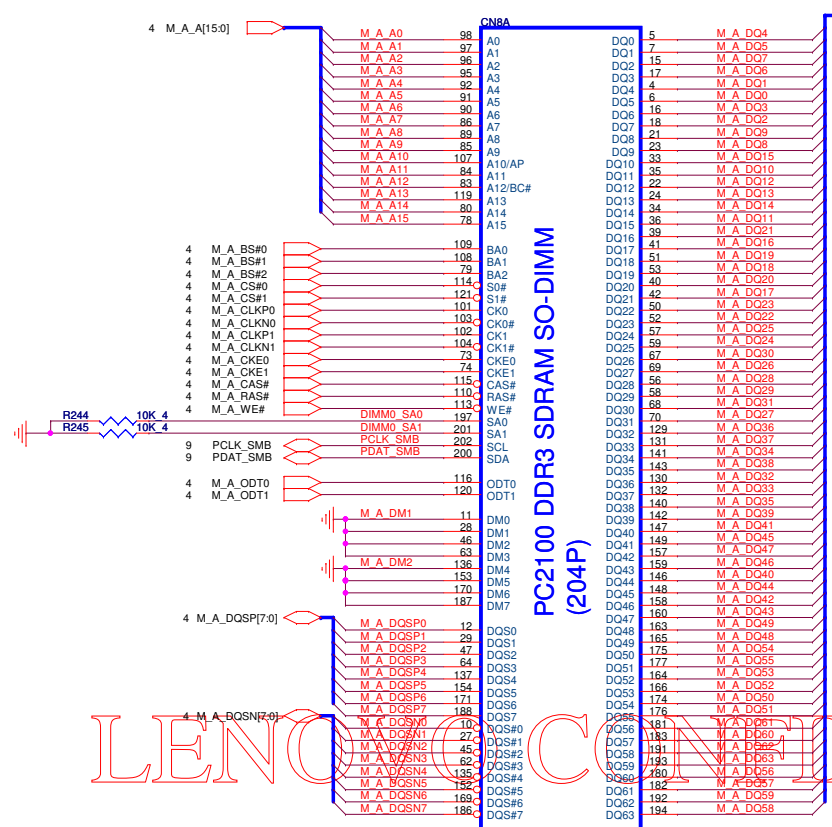 CN8A
4 M_A_A[15:0]
M_A_A0 98 A0
M_A_A1 97 A1
M_A_A2 96 A2
M_A_A3 95 A3
M_A_A4 92 A4
M_A_A5 91 A5
M_A_A6 90 A6
M_A_A7 86 A7
M_A_A8 89 A8
M_A_A9 85 A9
M_A_A10 107 A10/AP
M_A_A11 84 A11
M_A_A12 83 A12/BC#
M_A_A13 119 A13
M_A_A14 80 A14
M_A_A15 78 A15
4 M_A_BS#0 109 BA0
4 M_A_BS#1 108 BA1
4 M_A_BS#2 79 BA2
4 M_A_CS#0 114 S0#
4 M_A_CS#1 121 S1#
4 M_A_CLKP0 101 CK0
4 M_A_CLKN0 103 CK0#
4 M_A_CLKP1 102 CK1
4 M_A_CLKN1 104 CK1#
4 M_A_CKE0 73 CKE0
4 M_A_CKE1 74 CKE1
4 M_A_CAS# 115 CAS#
4 M_A_RAS# 110 RAS#
4 M_A_WE# 113 WE#
R244 10K_4 DIMM0_SA0 197 SA0
R245 10K_4 DIMM0_SA1 201 SA1
9 PCLK_SMB PCLK_SMB 202 SCL
9 PDAT_SMB PDAT_SMB 200 SDA
4 M_A_ODT0 116 ODT0
4 M_A_ODT1 120 ODT1
M_A_DM1 11 DM0
28 DM1
46 DM2
63 DM3
M_A_DM2 136 DM4
153 DM5
170 DM6
187 DM7
4 M_A_DQSP[7:0]
M_A_DQSP0 12 DQS0
M_A_DQSP1 29 DQS1
M_A_DQSP2 47 DQS2
M_A_DQSP3 64 DQS3
M_A_DQSP4 137 DQS4
M_A_DQSP5 154 DQS5
M_A_DQSP6 171 DQS6
M_A_DQSP7 188 DQS7
4 M_A_DQSN[7:0]
M_A_DQSN0 10 DQS#0
M_A_DQSN1 27 DQS#1
M_A_DQSN2 45 DQS#2
M_A_DQSN3 62 DQS#3
M_A_DQSN4 135 DQS#4
M_A_DQSN5 152 DQS#5
M_A_DQSN6 169 DQS#6
M_A_DQSN7 186 DQS#7
PC2100 DDR3 SDRAM SO-DIMM
(204P)
DQ0 5 M_A_DQ4
DQ1 7 M_A_DQ5
DQ2 15 M_A_DQ7
DQ3 17 M_A_DQ6
DQ4 4 M_A_DQ1
DQ5 6 M_A_DQ0
DQ6 16 M_A_DQ3
DQ7 18 M_A_DQ2
DQ8 21 M_A_DQ9
DQ9 23 M_A_DQ8
DQ10 33 M_A_DQ15
DQ11 35 M_A_DQ10
DQ12 22 M_A_DQ12
DQ13 24 M_A_DQ13
DQ14 34 M_A_DQ14
DQ15 36 M_A_DQ11
DQ16 39 M_A_DQ21
DQ17 41 M_A_DQ16
DQ18 51 M_A_DQ19
DQ19 53 M_A_DQ18
DQ20 40 M_A_DQ20
DQ21 42 M_A_DQ17
DQ22 50 M_A_DQ23
DQ23 52 M_A_DQ22
DQ24 57 M_A_DQ25
DQ25 59 M_A_DQ24
DQ26 67 M_A_DQ30
DQ27 69 M_A_DQ26
DQ28 56 M_A_DQ28
DQ29 58 M_A_DQ29
DQ30 68 M_A_DQ31
DQ31 70 M_A_DQ27
DQ32 129 M_A_DQ36
DQ33 131 M_A_DQ37
DQ34 141 M_A_DQ34
DQ35 143 M_A_DQ38
DQ36 130 M_A_DQ32
DQ37 132 M_A_DQ33
DQ38 140 M_A_DQ35
DQ39 142 M_A_DQ39
DQ40 147 M_A_DQ41
DQ41 149 M_A_DQ45
DQ42 157 M_A_DQ47
DQ43 159 M_A_DQ46
DQ44 146 M_A_DQ40
DQ45 148 M_A_DQ44
DQ46 158 M_A_DQ42
DQ47 160 M_A_DQ43
DQ48 163 M_A_DQ49
DQ49 165 M_A_DQ48
DQ50 175 M_A_DQ54
DQ51 177 M_A_DQ55
DQ52 164 M_A_DQ53
DQ53 166 M_A_DQ52
DQ54 174 M_A_DQ50
DQ55 176 M_A_DQ51
DQ56 181 M_A_DQ61
DQ57 183 M_A_DQ60
DQ58 191 M_A_DQ62
DQ59 193 M_A_DQ63
DQ60 180 M_A_DQ56
DQ61 182 M_A_DQ57
DQ62 192 M_A_DQ59
DQ63 194 M_A_DQ58
LENOVO CONFI